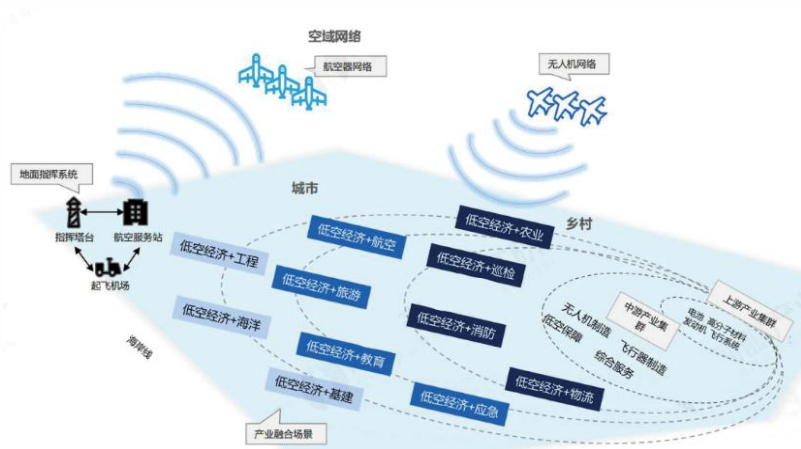 空域网络
航空器网络
无人机网络
地面指挥系统
城市
乡村
指挥塔台
航空服务站
起飞机场
低空经济+农业
低空经济+航空
低空经济+工程
低空经济+巡检
低空经济+旅游
低空经济+海洋
低空经济+消防
低空经济+教育
低空经济+基建
低空经济+物流
低空经济+应急
上游产业集群
电池 高分子材料
发动机 飞行系统
中游产业集
群
无人机制造
低空保障
飞行器制造
综合服务
海岸线
产业融合场景